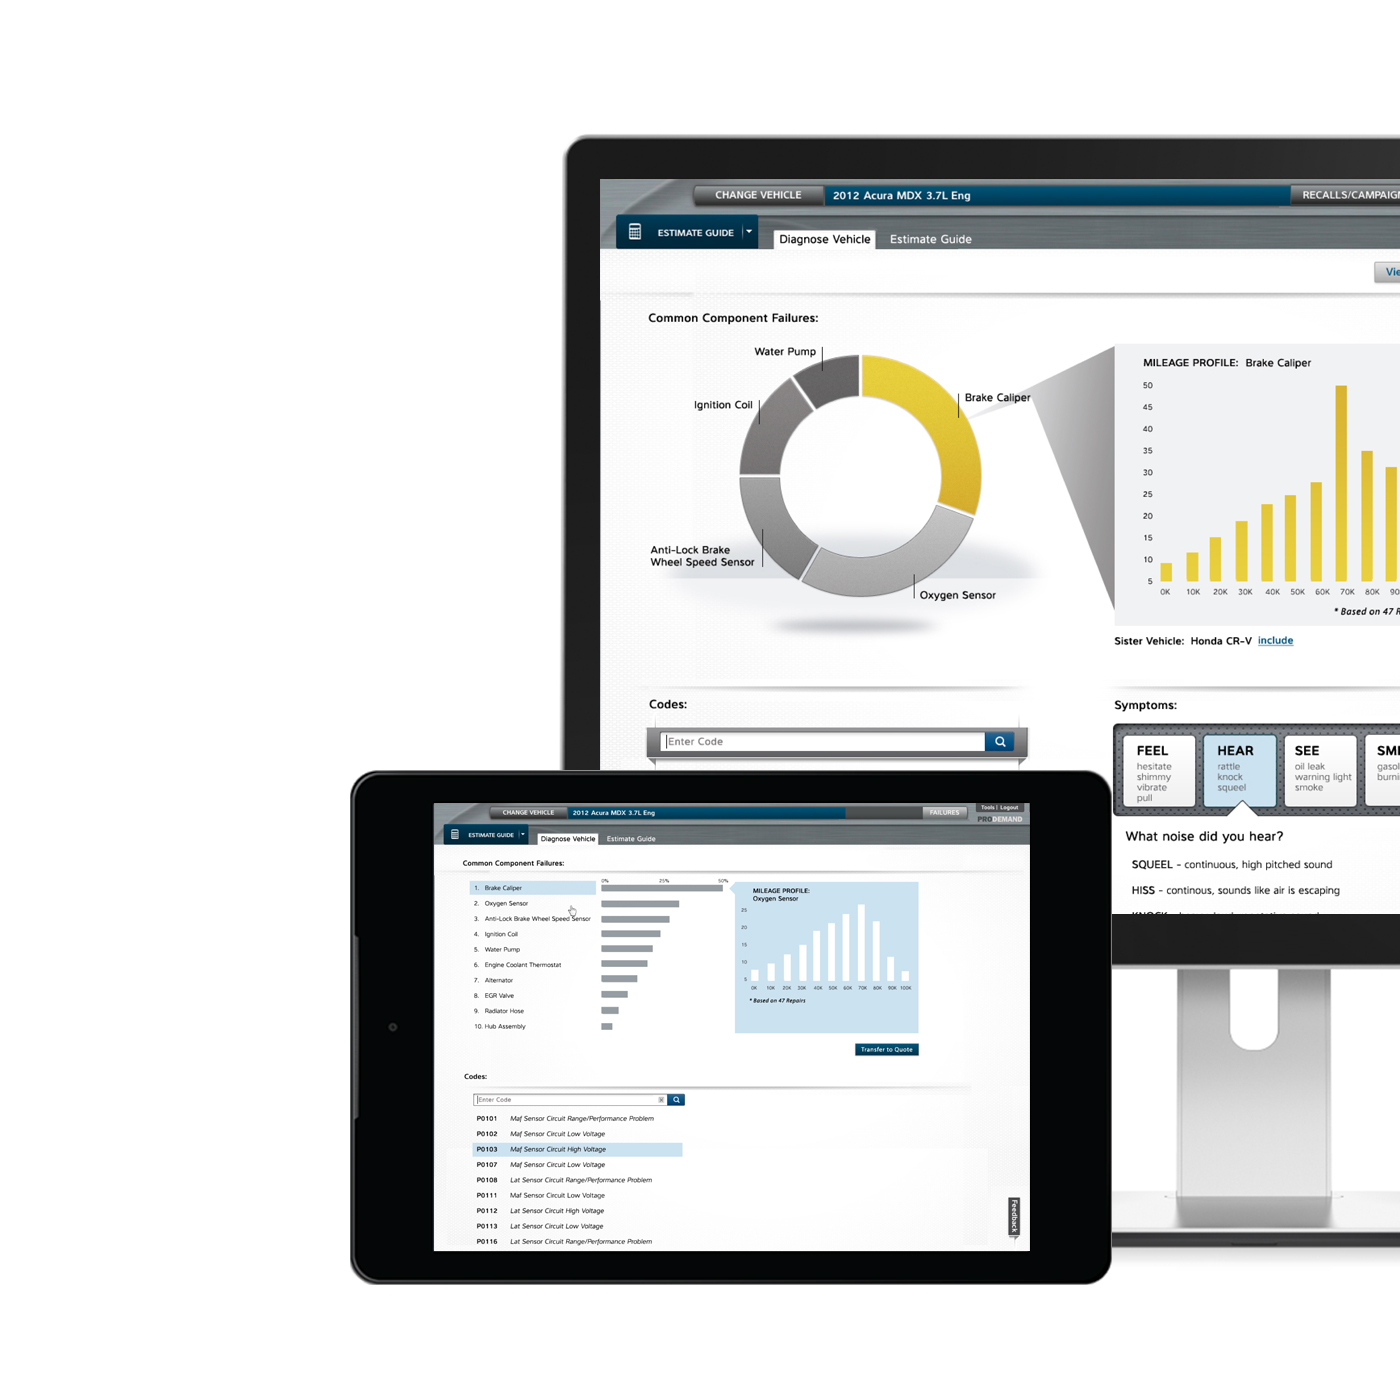 CHANGE VEHICLE 2012 Acura MDX 3.7L Eng RECALLS/CAMPAIGN
ESTIMATE GUIDE Diagnose Vehicle Estimate Guide
Vie
Common Component Failures:
Water Pump
Ignition Coil
Brake Caliper
Anti-Lock Brake
Wheel Speed Sensor
Oxygen Sensor
MILEAGE PROFILE: Brake Caliper
50
45
40
35
30
25
20
15
10
5
0K 10K 20K 30K 40K 50K 60K 70K 80K 90
* Based on 47 R
Sister Vehicle: Honda CR-V include
Codes:
Enter Code
Symptoms:
FEEL
hesitate
shimmy
vibrate
pull
HEAR
rattle
knock
squeel
SEE
oil leak
warning light
smoke
SM
gasol
burni
What noise did you hear?
SQUEEL - continuous, high pitched sound
HISS - continous, sounds like air is escaping
CHANGE VEHICLE 2012 Acura MDX 3.7L Eng FAILURES Tools | Logout
PRODEMAND
ESTIMATE GUIDE Diagnose Vehicle Estimate Guide
Common Component Failures:
0% 25% 50%
1. Brake Caliper
2. Oxygen Sensor
3. Anti-Lock Brake Wheel Speed Sensor
4. Ignition Coil
5. Water Pump
6. Engine Coolant Thermostat
7. Alternator
8. EGR Valve
9. Radiator Hose
10. Hub Assembly
MILEAGE PROFILE:
Oxygen Sensor
25
20
15
10
5
0K 10K 20K 30K 40K 50K 60K 70K 80K 90K 100K
* Based on 47 Repairs
Transfer to Quote
Codes:
Enter Code
P0101 Maf Sensor Circuit Range/Performance Problem
P0102 Maf Sensor Circuit Low Voltage
P0103 Maf Sensor Circuit High Voltage
P0107 Maf Sensor Circuit Low Voltage
P0108 Lat Sensor Circuit Range/Performance Problem
P0111 Maf Sensor Circuit Low Voltage
P0112 Lat Sensor Circuit High Voltage
P0113 Lat Sensor Circuit Low Voltage
P0116 Lat Sensor Circuit Range/Performance Problem
Feedback